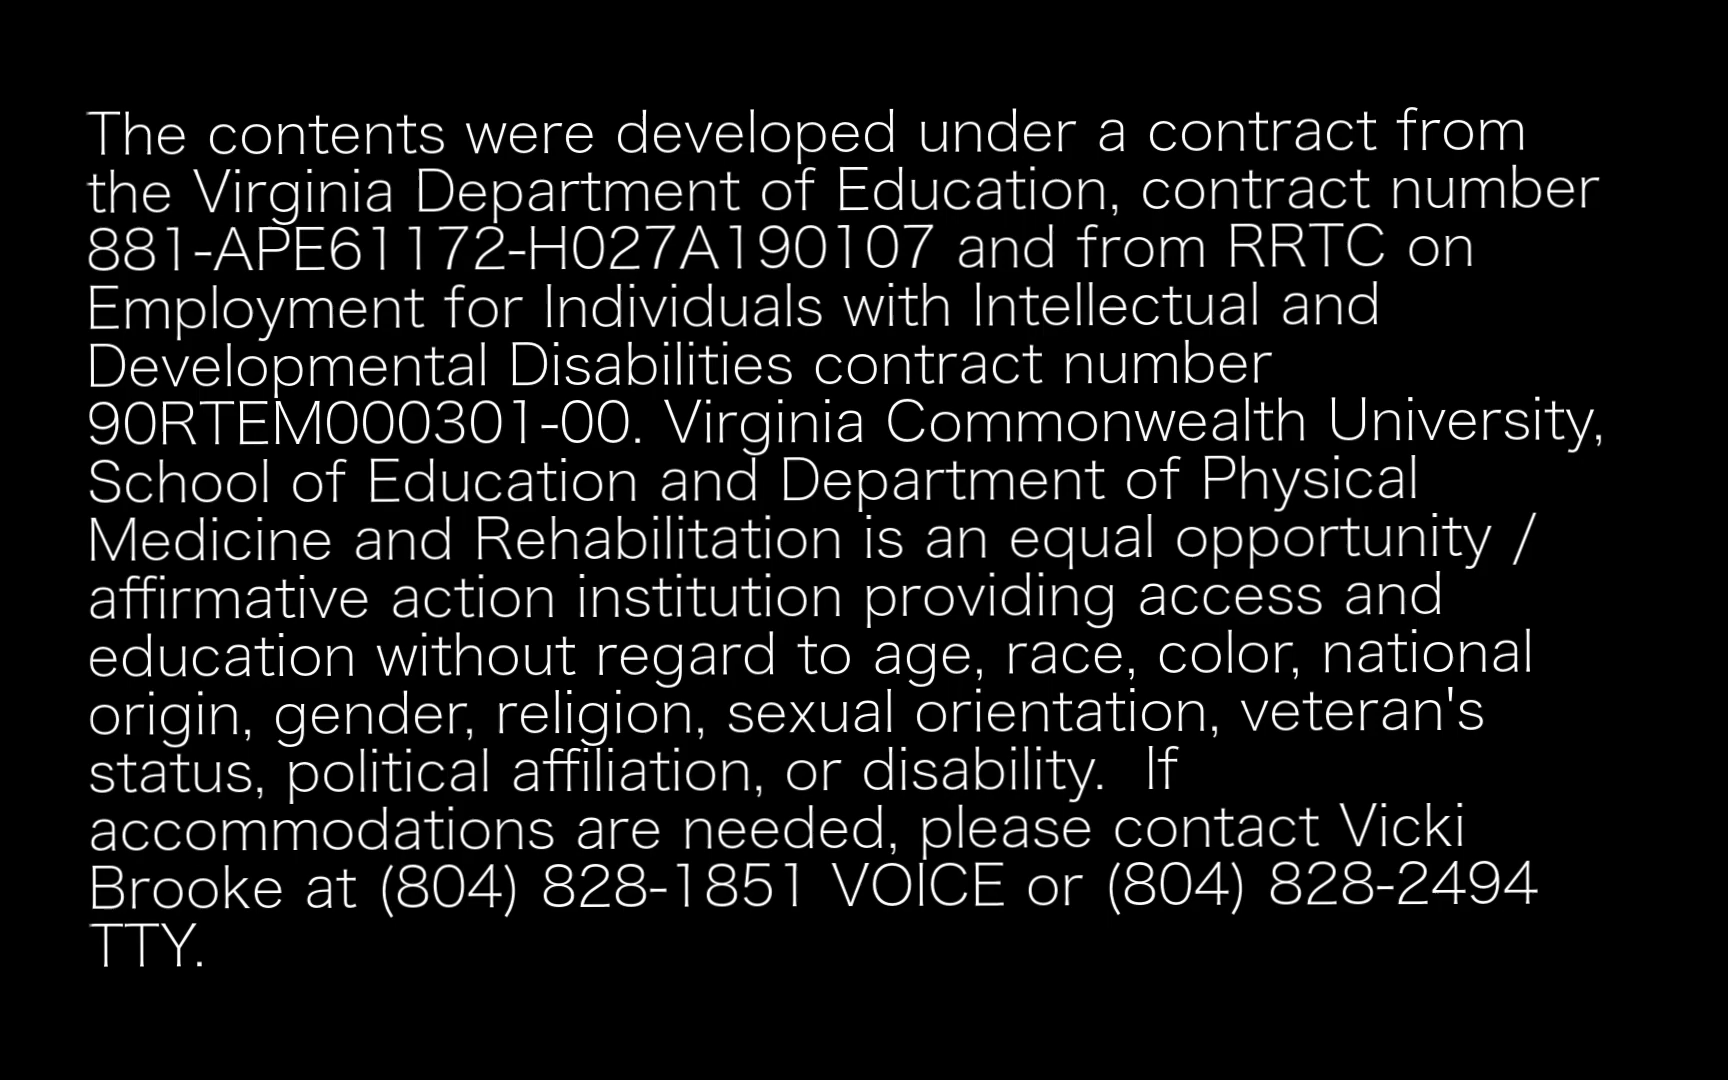 The contents were developed under a contract from
the Virginia Department of Education, contract number
881-APE61172-H027A190107 and from RRTC on
Employment for Individuals with Intellectual and
Developmental Disabilities contract number
90RTEM000301-00. Virginia Commonwealth University,
School of Education and Department of Physical
Medicine and Rehabilitation is an equal opportunity /
affirmative action institution providing access and
education without regard to age, race, color, national
origin, gender, religion, sexual orientation, veteran's
status, political affiliation, or disability.  If
accommodations are needed, please contact Vicki
Brooke at (804) 828-1851 VOICE or (804) 828-2494
TTY.